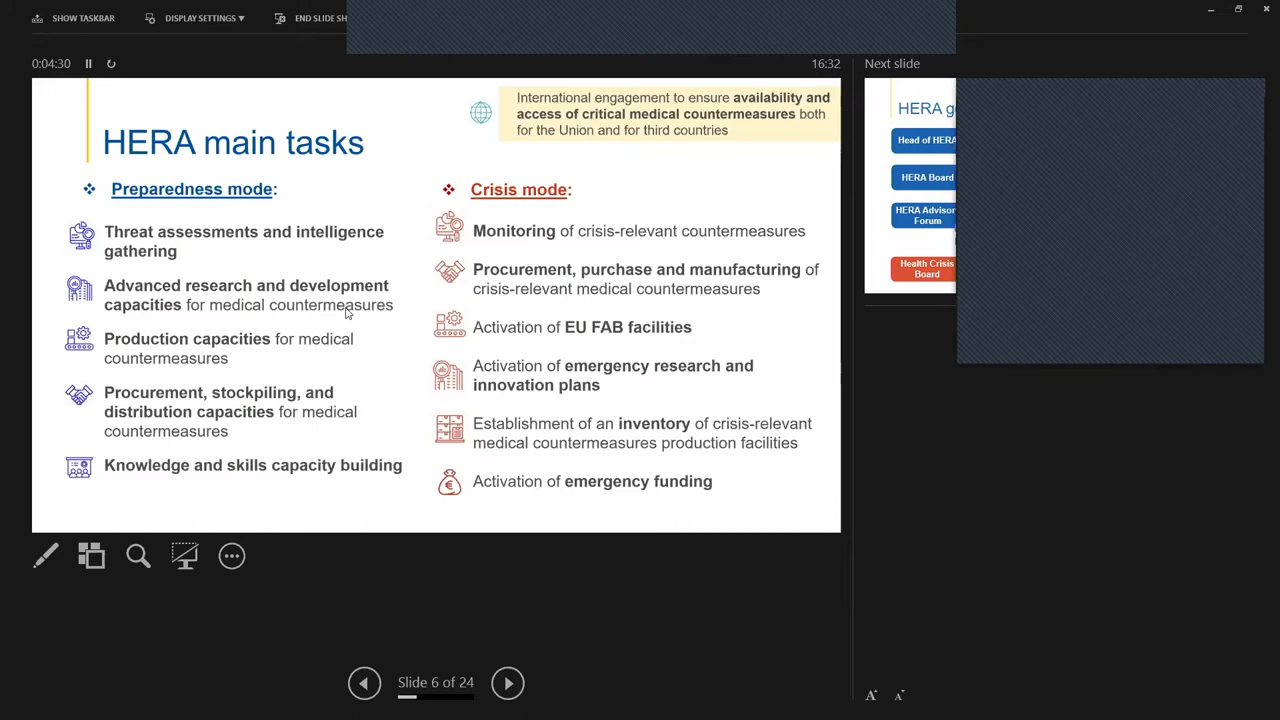 SHOW TASKBAR
DISPLAY SETTINGS ▼
END SLIDE
0:04:30
16:32
Next slide
HERA main tasks
International engagement to ensure availability and
access of critical medical countermeasures both
for the Union and for third countries
❖ Preparedness mode:
Threat assessments and intelligence
gathering
Advanced research and development
capacities for medical countermeasures
Production capacities for medical
countermeasures
Procurement, stockpiling, and
distribution capacities for medical
countermeasures
Knowledge and skills capacity building
❖ Crisis mode:
Monitoring of crisis-relevant countermeasures
Procurement, purchase and manufacturing of
crisis-relevant medical countermeasures
Activation of EU FAB facilities
Activation of emergency research and
innovation plans
Establishment of an inventory of crisis-relevant
medical countermeasures production facilities
Activation of emergency funding
HERA
Head of HERA
HERA Board
HERA
Forum
Health Crisis
Board
Slide 6 of 24